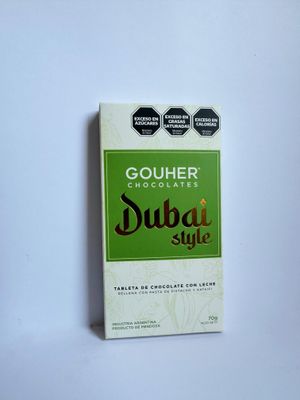 EXCESO EN
AZÚCARES
EXCESO EN
GRASAS
SATURADAS
EXCESO EN
CALORÍAS
GOUHER
CHOCOLATES
Dubai
style
TABLETA DE CHOCOLATE CON LECHE
RELLENA CON PASTA DE PISTACHO Y KATAIFI
INDUSTRIA ARGENTINA
PRODUCTO DE MENDOZA
70g